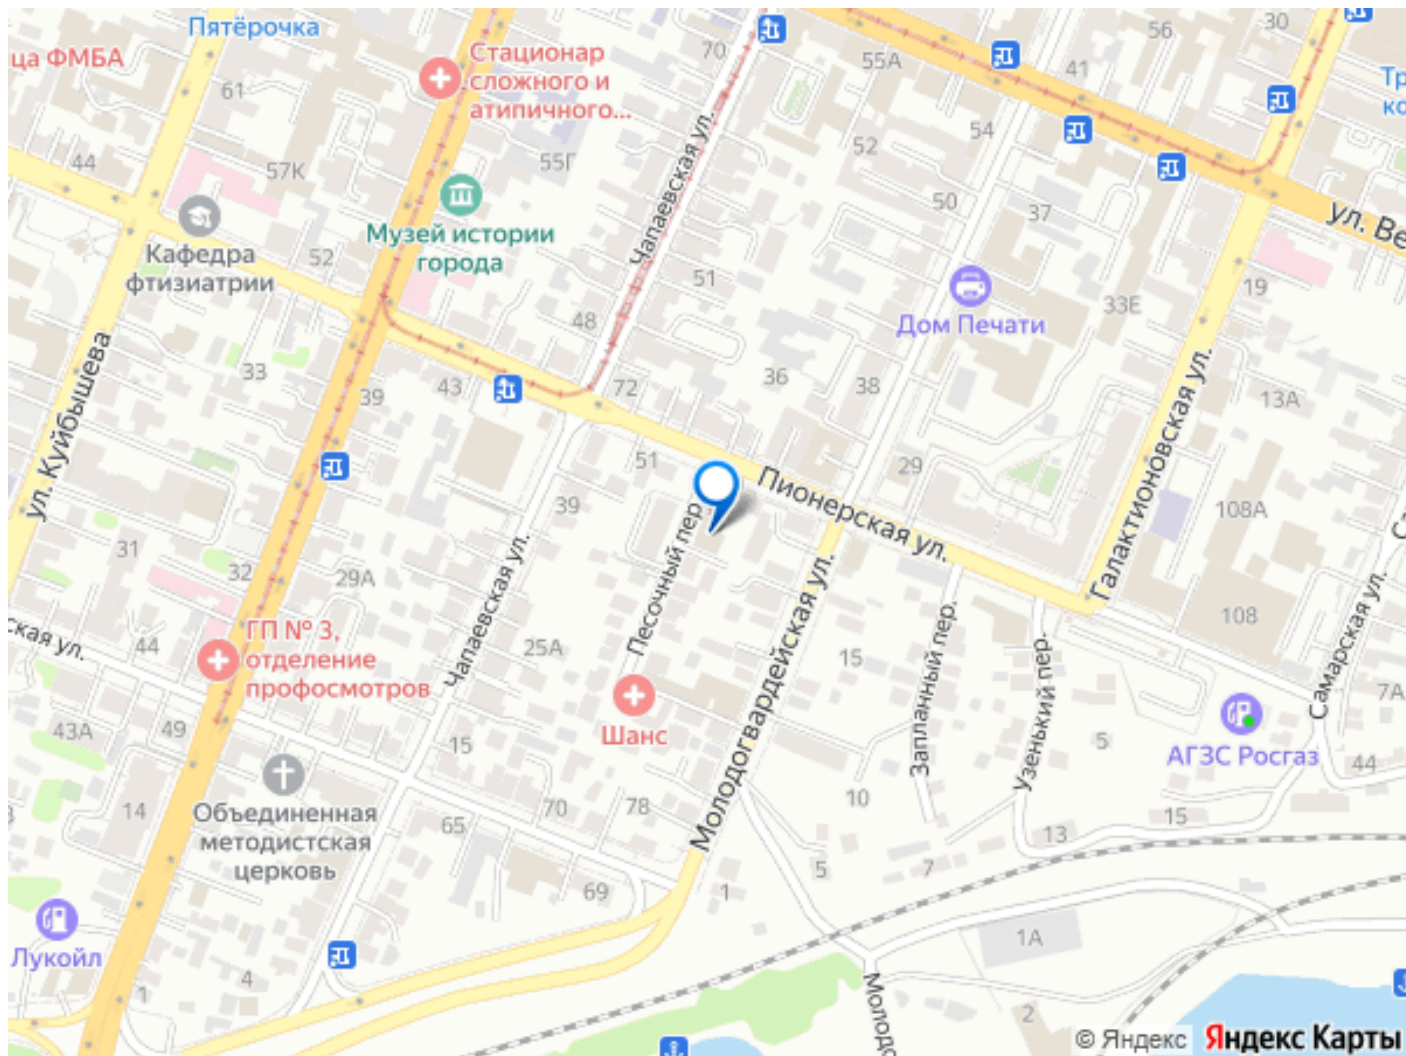 Пятёрочка
ца ФМБА
61
Стационар
сложного и
атипичного...
70
55А
56
30
41
Тр
ко
54
52
55Г
57К
44
Чапаевская ул.
50
37
ул. Ве
Музей истории
города
Кафедра
фтизиатрии
52
51
19
Дом Печати
33Е
48
ул. Куйбышева
33
39
43
72
36
38
13А
Галактионовская ул.
51
29
Пионерская ул.
39
108А
31
32
29А
Песочный пер
Чапаевская ул.
Молодогвардейская ул.
108
ская ул.
44
ГП № 3,
отделение
профосмотров
25А
15
Запланный пер.
Узенький пер.
Самарская ул.
7А
43А
49
Шанс
15
5
АГЗС Росгаз
44
Объединенная
методистская
церковь
14
70
78
65
10
13
15
69
5
7
1
Лукойл
4
1
1А
2
Молодо
© Яндекс
Яндекс Карты